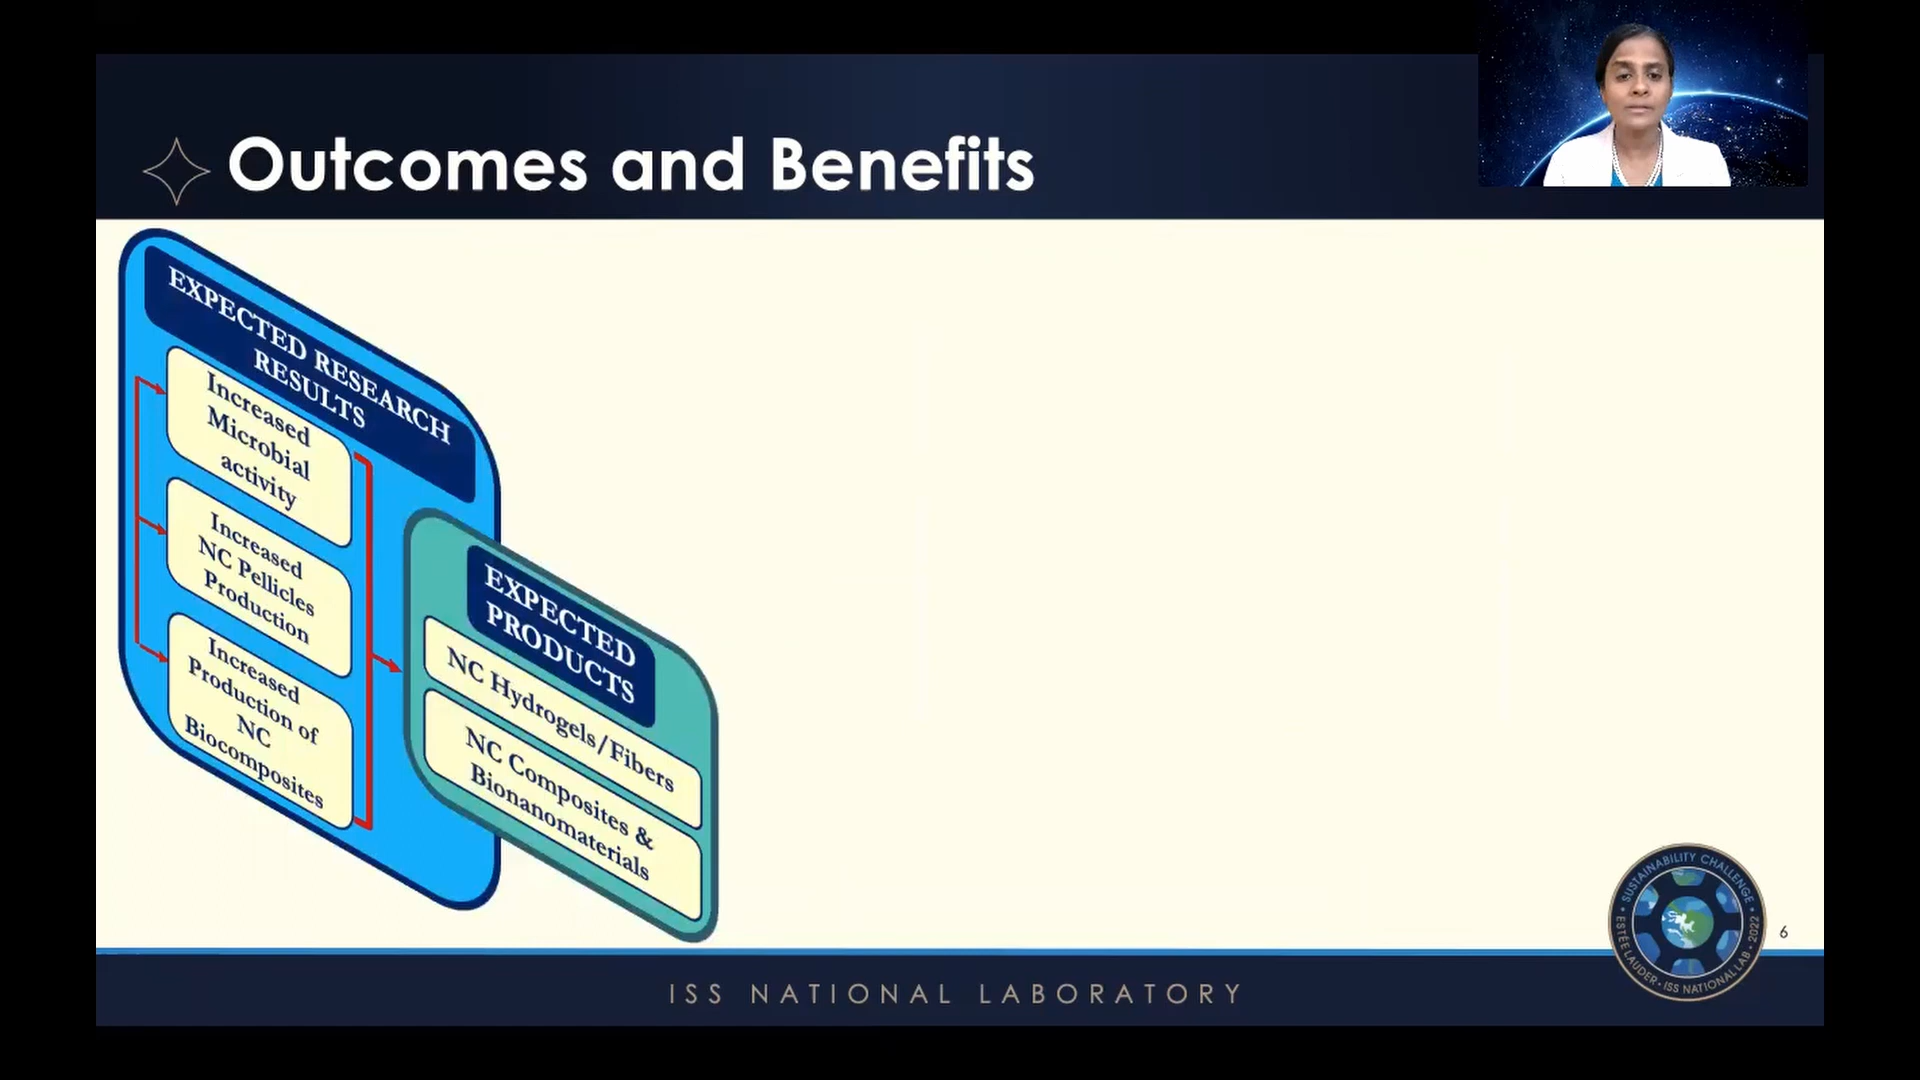 Outcomes and Benefits
EXPECTED RESEARCH
RESULTS
Increased
Microbial
activity
Increased
NC Pellicles
Production
Increased
Production of
NC
Biocomposites
EXPECTED
PRODUCTS
NC Hydrogels/Fibers
NC Composites &
Bionanomaterials
SUSTAINABILITY CHALLENGE
ESTĒE LAUDER • ISS NATIONAL LAB • 2022
6
ISS NATIONAL LABORATORY